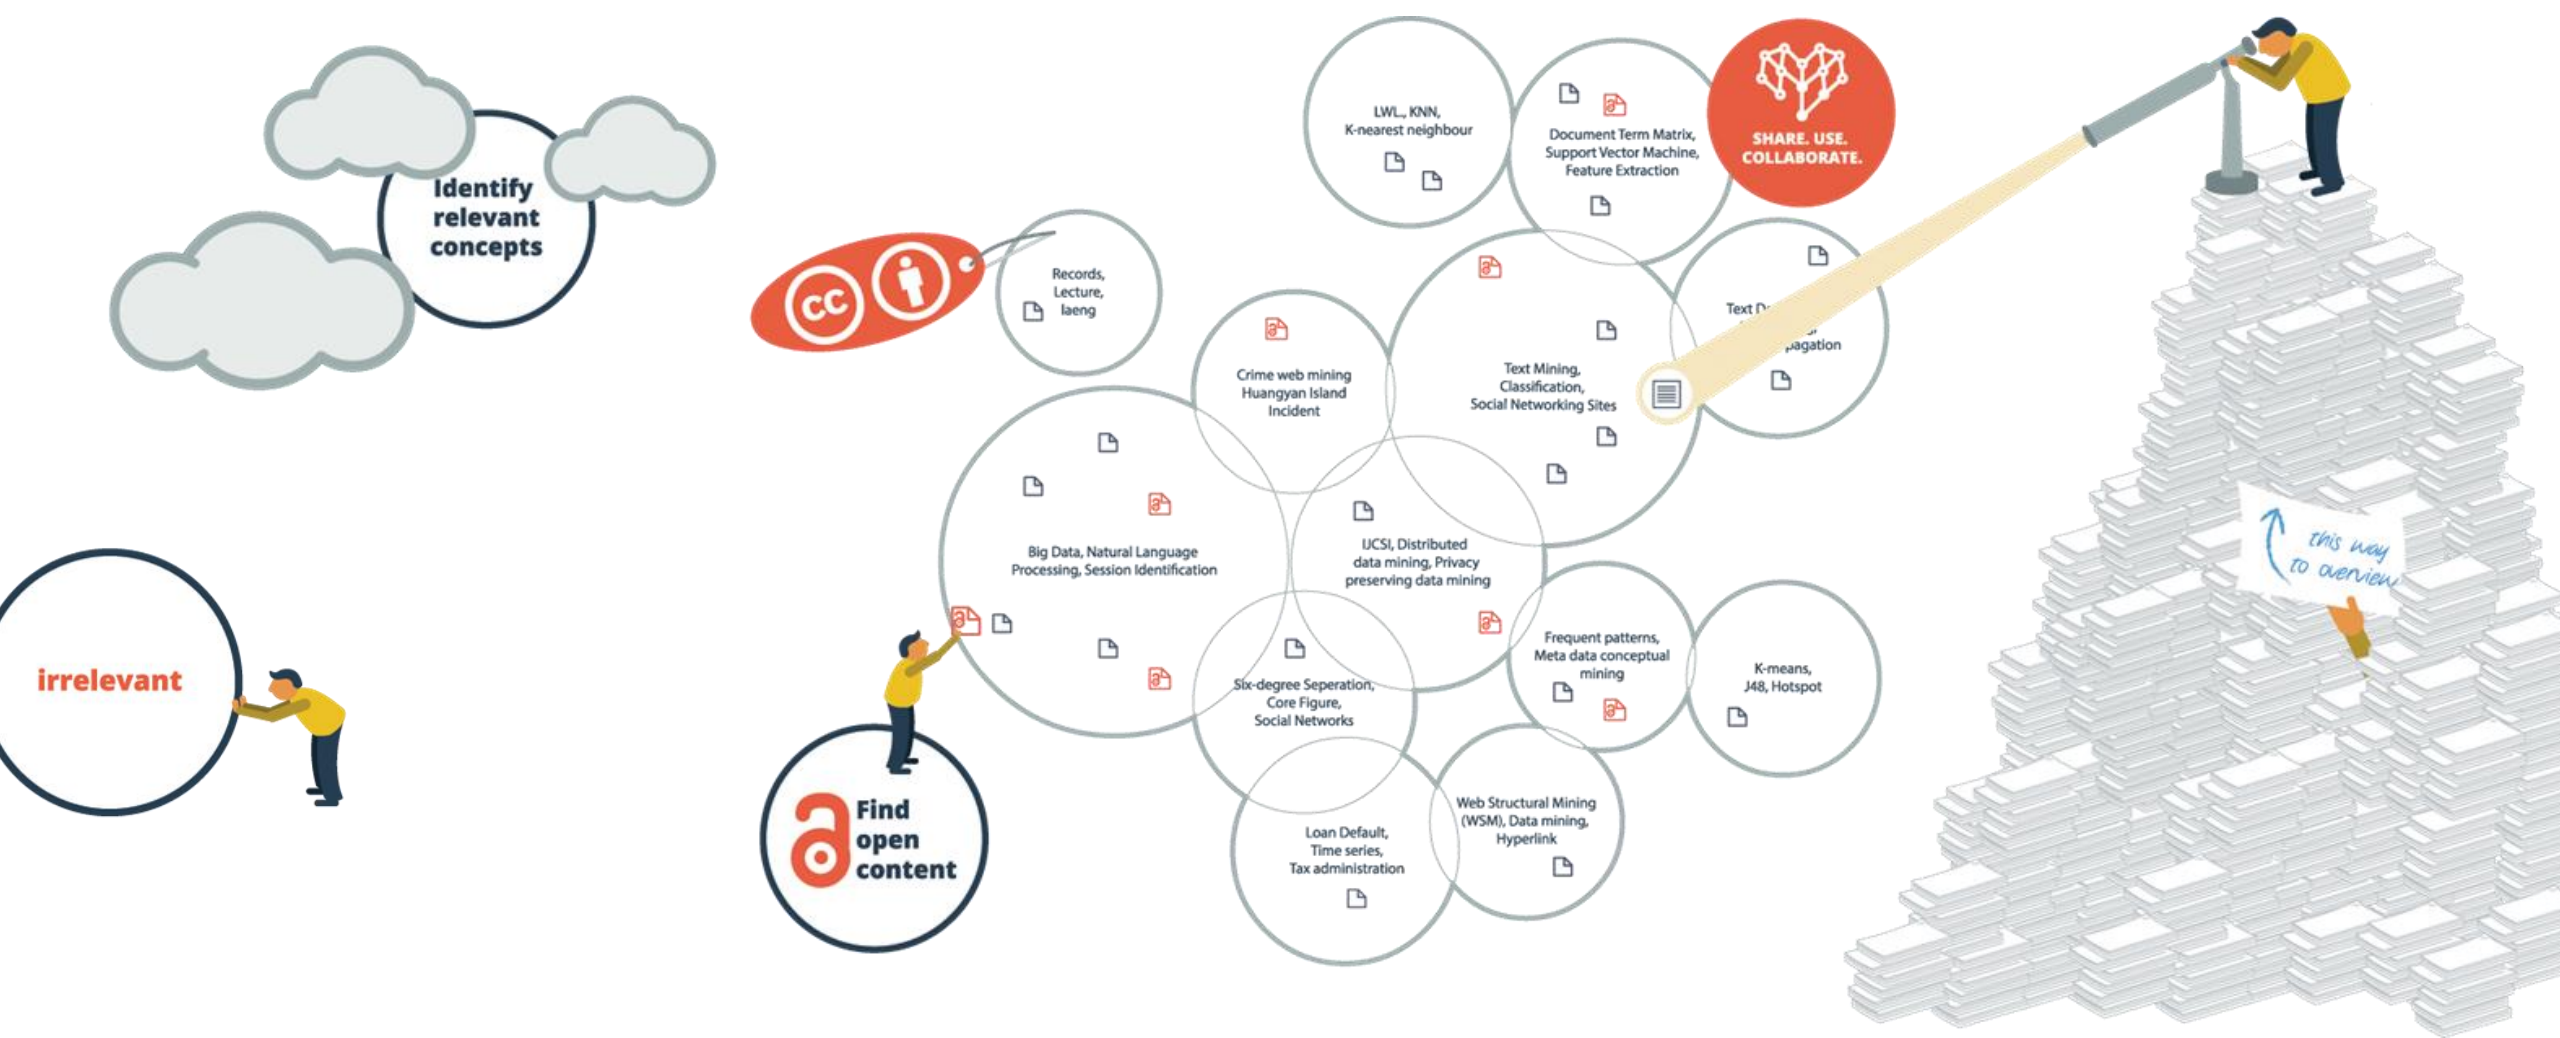 Identify
relevant
concepts
irrelevant
cc
Records,
Lecture,
laeng
Find
open
content
LWL., KNN,
K-nearest neighbour
Document Term Matrix,
Support Vector Machine,
Feature Extraction
SHARE. USE.
COLLABORATE.
Crime web mining
Huangyan Island
Incident
Text Mining,
Classification,
Social Networking Sites
Text
Big Data, Natural Language
Processing, Session Identification
IJCSI, Distributed
data mining, Privacy
preserving data mining
Six-degree Seperation,
Core Figure,
Social Networks
Frequent patterns,
Meta data conceptual
mining
K-means,
J48, Hotspot
Web Structural Mining
(WSM), Data mining,
Hyperlink
Loan Default,
Time series,
Tax administration
this way
to overview